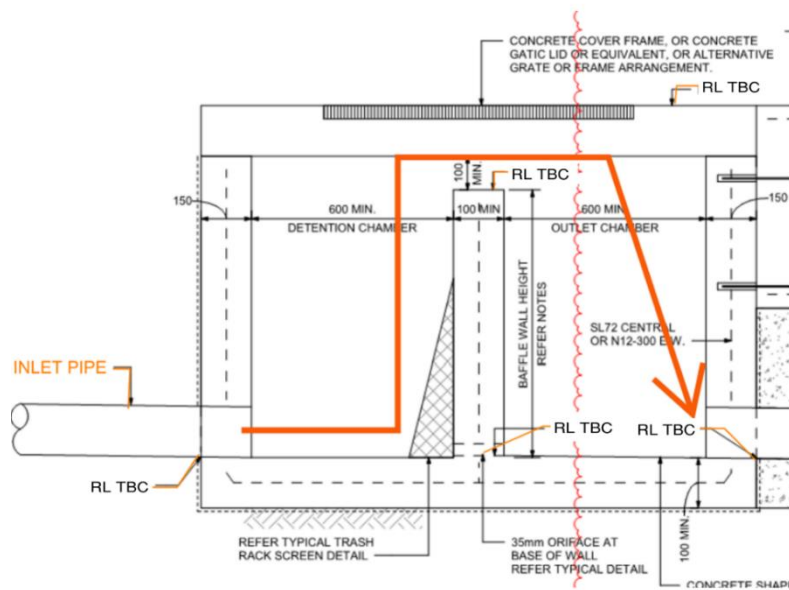 CONCRETE COVER FRAME, OR CONCRETE
GATIC LID OR EQUIVALENT, OR ALTERNATIVE
GRATE OR FRAME ARRANGEMENT.
RL TBC
100
MIN.
RL TBC
150
600 MIN.
100 MIN
600 MIN.
150
DETENTION CHAMBER
OUTLET CHAMBER
BAFFLE WALL HEIGHT
REFER NOTES
SL72 CENTRAL
OR N12-300 E.W.
INLET PIPE
RL TBC
RL TBC
RL TBC
100 MIN.
REFER TYPICAL TRASH
RACK SCREEN DETAIL
35mm ORIFACE AT
BASE OF WALL
REFER TYPICAL DETAIL
CONCRETE SHAP